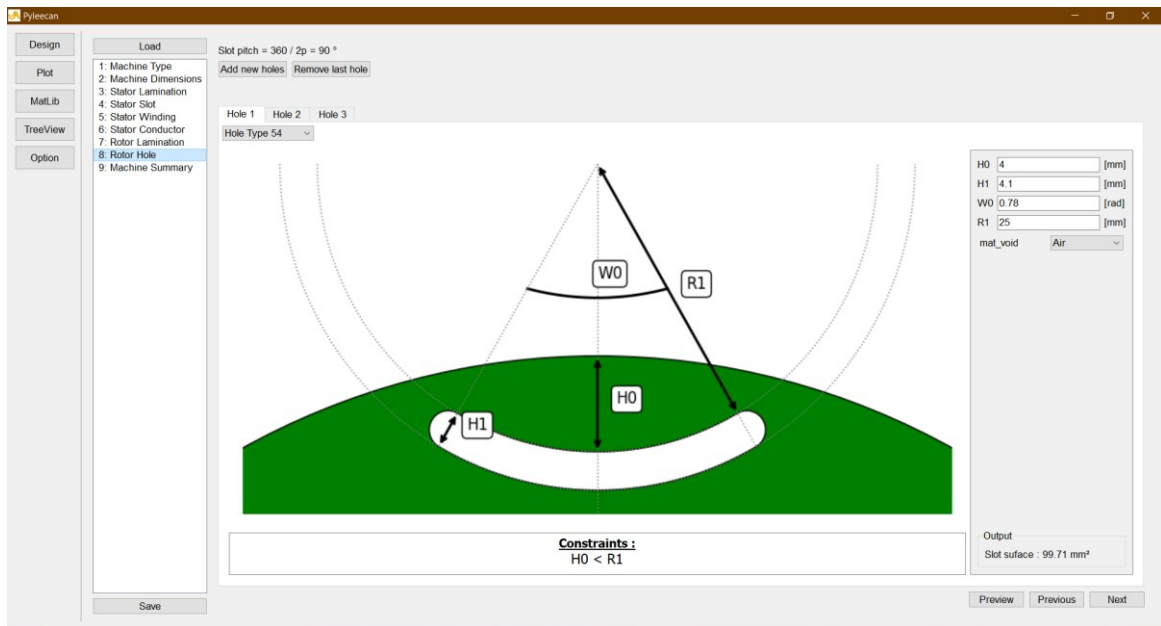 Pyleecan
Design
Plot
MatLib
TreeView
Option
Load
1: Machine Type
2: Machine Dimensions
3: Stator Lamination
4: Stator Slot
5: Stator Winding
6: Stator Conductor
7: Rotor Lamination
8: Rotor Hole
9: Machine Summary
Save
Slot pitch = 360 / 2p = 90 °
Add new holes Remove last hole
Hole 1 Hole 2 Hole 3
Hole Type 54
W0
R1
H0
H1
Constraints :
H0 < R1
H0 4 [mm]
H1 4.1 [mm]
W0 0.78 [rad]
R1 25 [mm]
mat_void Air
Output
Slot suface : 99.71 mm²
Preview Previous Next